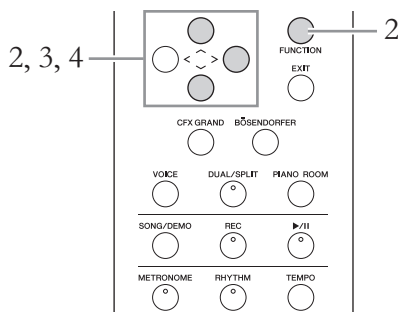 2
FUNCTION
2, 3, 4
EXIT
CFX GRAND BÖSENDORFER
VOICE DUAL/SPLIT PIANO ROOM
SONG/DEMO REC ►/II
METRONOME RHYTHM TEMPO